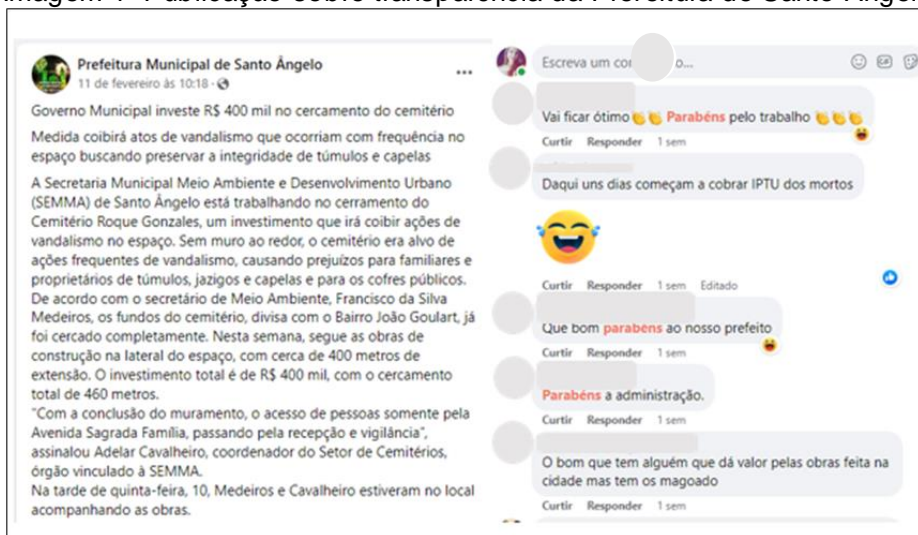 Prefeitura Municipal de Santo Ângelo
11 de fevereiro às 10:18 ·
Governo Municipal investe R$ 400 mil no cercamento do cemitério
Medida coibirá atos de vandalismo que ocorriam com frequência no
espaço buscando preservar a integridade de túmulos e capelas
A Secretaria Municipal Meio Ambiente e Desenvolvimento Urbano
(SEMMA) de Santo Ângelo está trabalhando no cerramento do
Cemitério Roque Gonzales, um investimento que irá coibir ações de
vandalismo no espaço. Sem muro ao redor, o cemitério era alvo de
ações frequentes de vandalismo, causando prejuízos para familiares e
proprietários de túmulos, jazigos e capelas e para os cofres públicos.
De acordo com o secretário de Meio Ambiente, Francisco da Silva
Medeiros, os fundos do cemitério, divisa com o Bairro João Goulart, já
foi cercado completamente. Nesta semana, segue as obras de
construção na lateral do espaço, com cerca de 400 metros de
extensão. O investimento total é de R$ 400 mil, com o cercamento
total de 460 metros.
"Com a conclusão do muramento, o acesso de pessoas somente pela
Avenida Sagrada Família, passando pela recepção e vigilância",
assinalou Adelar Cavalheiro, coordenador do Setor de Cemitérios,
órgão vinculado à SEMMA.
Na tarde de quinta-feira, 10, Medeiros e Cavalheiro estiveram no local
acompanhando as obras.
Escreva um
Vai ficar ótimo 👏👏 Parabéns pelo trabalho 👏👏👏
Curtir Responder 1 sem
Daqui uns dias começam a cobrar IPTU dos mortos
Curtir Responder 1 sem Editado
Que bom parabens ao nosso prefeito
Curtir Responder 1 sem
Parabéns a administração.
Curtir Responder 1 sem
O bom que tem alguém que dá valor pelas obras feita na
cidade mas tem os magoado
Curtir Responder 1 sem